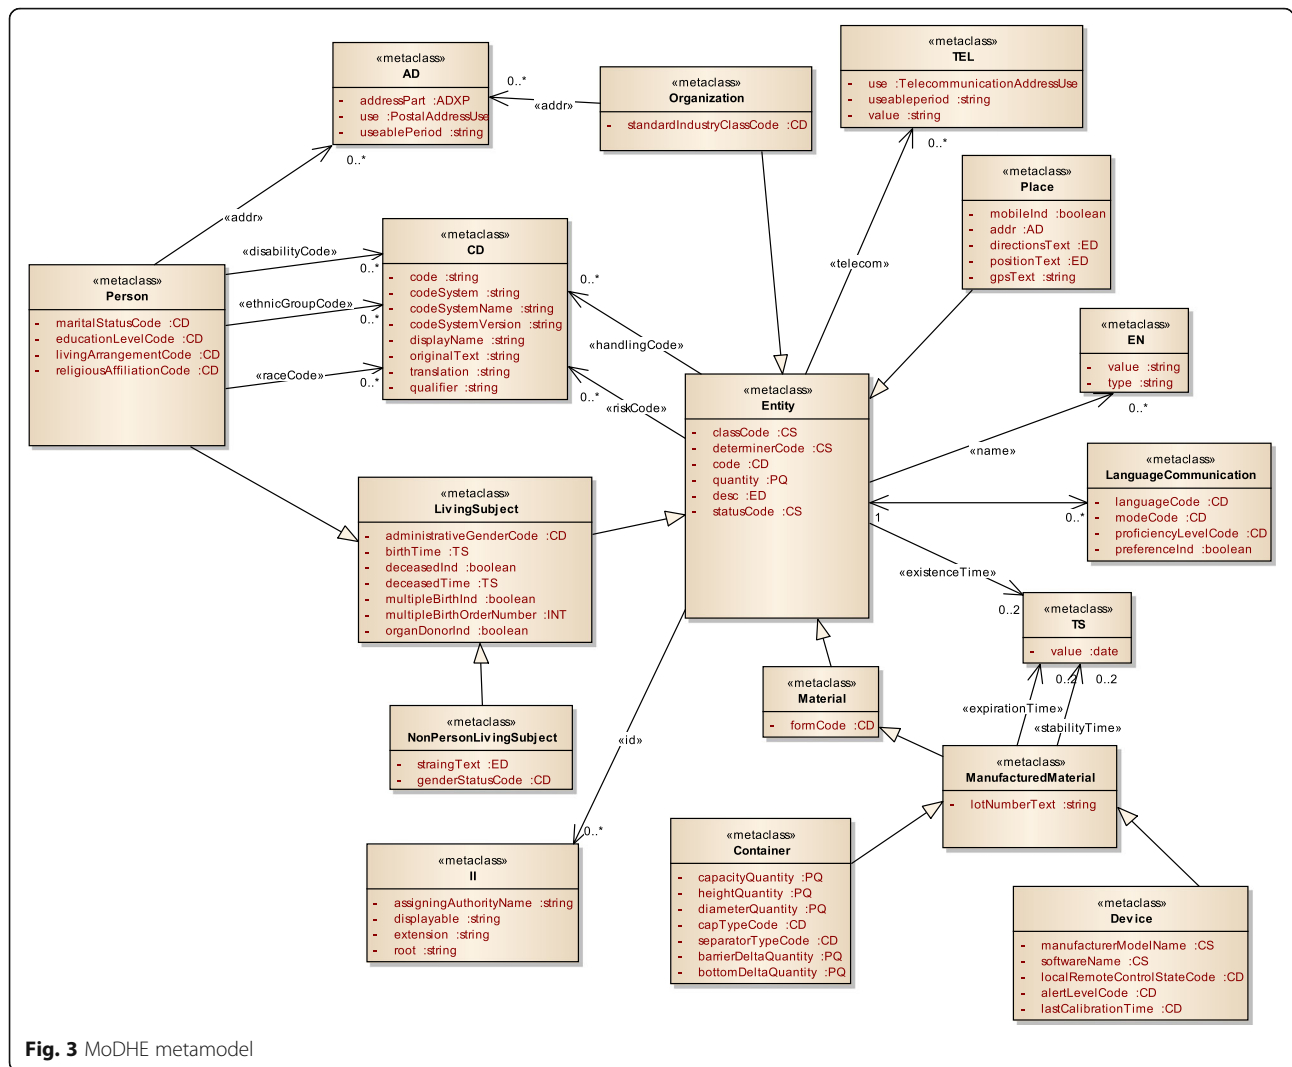 «metaclass»
AD
- addressPart :ADXP
- use :PostalAddressUse
- useablePeriod :string
0..*
«addr»
«metaclass»
Organization
- standardIndustryClassCode :CD
«metaclass»
TEL
- use :TelecommunicationAddressUse
- useableperiod :string
- value :string
0..*
0..*
«metaclass»
Place
- mobileInd :boolean
- addr :AD
- directionsText :ED
- positionText :ED
- gpsText :string
«addr»
«disabilityCode»
0..*
«metaclass»
CD
- code :string
- codeSystem :string
- codeSystemName :string
- codeSystemVersion :string
- displayName :string
- originalText :string
- translation :string
- qualifier :string
«telecom»
«metaclass»
Person
- maritalStatusCode :CD
- educationLevelCode :CD
- livingArrangementCode :CD
- religiousAffiliationCode :CD
«ethnicGroupCode»
0..*
«raceCode»
0..*
0..*
«handlingCode»
0..*
«riskCode»
«metaclass»
EN
- value :string
- type :string
0..*
«name»
«metaclass»
Entity
- classCode :CS
- determinerCode :CS
- code :CD
- quantity :PQ
- desc :ED
- statusCode :CS
«metaclass»
LanguageCommunication
- languageCode :CD
- modeCode :CD
- proficiencyLevelCode :CD
- preferenceInd :boolean
1
0..*
«metaclass»
LivingSubject
- administrativeGenderCode :CD
- birthTime :TS
- deceasedInd :boolean
- deceasedTime :TS
- multipleBirthInd :boolean
- multipleBirthOrderNumber :INT
- organDonorInd :boolean
«existenceTime»
0..2
«metaclass»
TS
- value :date
0..2
0..2
«expirationTime»
«stabilityTime»
«metaclass»
Material
- formCode :CD
«metaclass»
NonPersonLivingSubject
- straingText :ED
- genderStatusCode :CD
«id»
0..*
«metaclass»
ManufacturedMaterial
- lotNumberText :string
«metaclass»
II
- assigningAuthorityName :string
- displayable :string
- extension :string
- root :string
«metaclass»
Container
- capacityQuantity :PQ
- heightQuantity :PQ
- diameterQuantity :PQ
- capTypeCode :CD
- separatorTypeCode :CD
- barrierDeltaQuantity :PQ
- bottomDeltaQuantity :PQ
«metaclass»
Device
- manufacturerModelName :CS
- softwareName :CS
- localRemoteControlStateCode :CD
- alertLevelCode :CD
- lastCalibrationTime :CD
Fig. 3 MoDHE metamodel